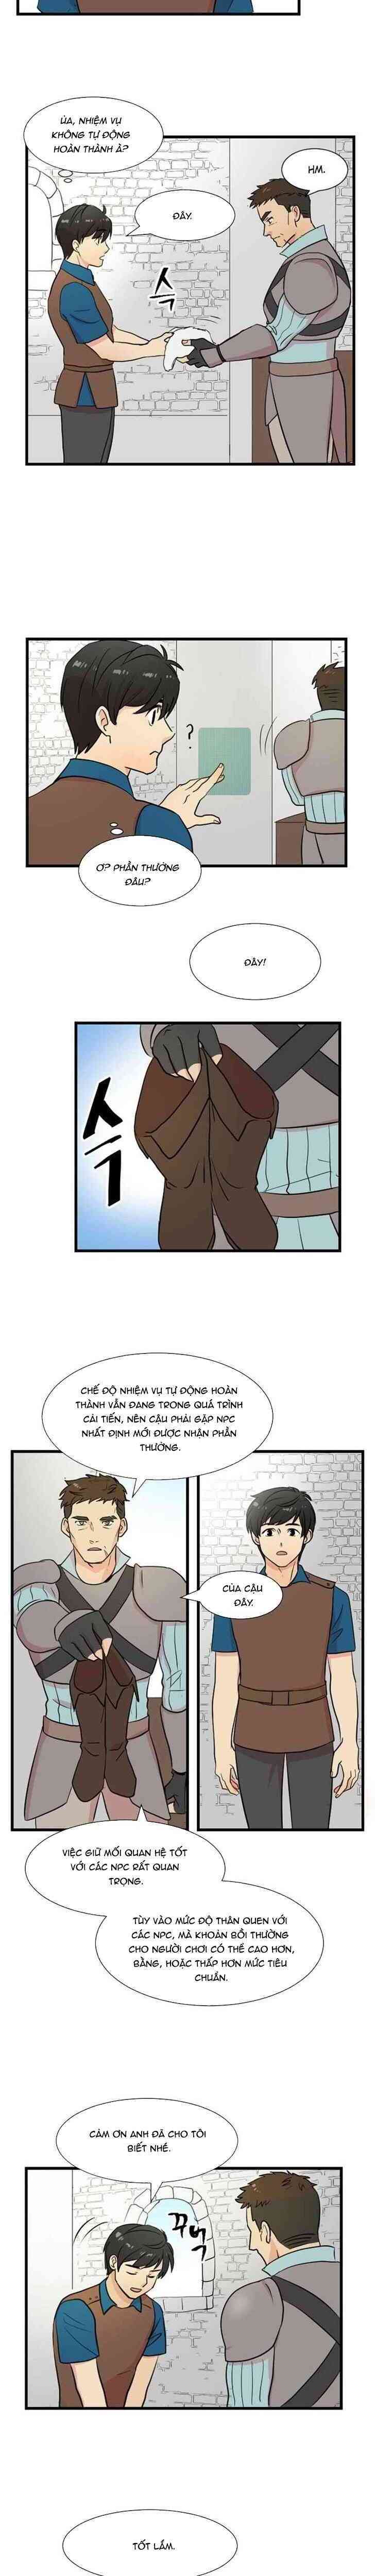 ỦA, NHIỆM VỤ
KHÔNG TỰ ĐỘNG
HOÀN THÀNH À?
HM.
ĐÂY.
스윽
?
Ơ? PHẦN THƯỞNG
ĐÂU?
ĐÂY!
스윽
CHẾ ĐỘ NHIỆM VỤ TỰ ĐỘNG HOÀN
THÀNH VẪN ĐANG TRONG QUÁ TRÌNH
CẢI TIẾN, NÊN CẬU PHẢI GẶP NPC
NHẤT ĐỊNH MỚI ĐƯỢC NHẬN PHẦN
THƯỞNG.
CỦA CẬU
ĐÂY.
VIỆC GIỮ MỐI QUAN HỆ TỐT
VỚI CÁC NPC RẤT QUAN
TRỌNG.
TÙY VÀO MỨC ĐỘ THÂN QUEN VỚI
CÁC NPC, MÀ KHOẢN BỒI THƯỜNG
CHO NGƯỜI CHƠI CÓ THỂ CAO HƠN,
BẰNG, HOẶC THẤP HƠN MỨC TIÊU
CHUẨN.
CẢM ƠN ANH ĐÃ CHO TÔI
BIẾT NHÉ.
꾸벅
TỐT LẮM.